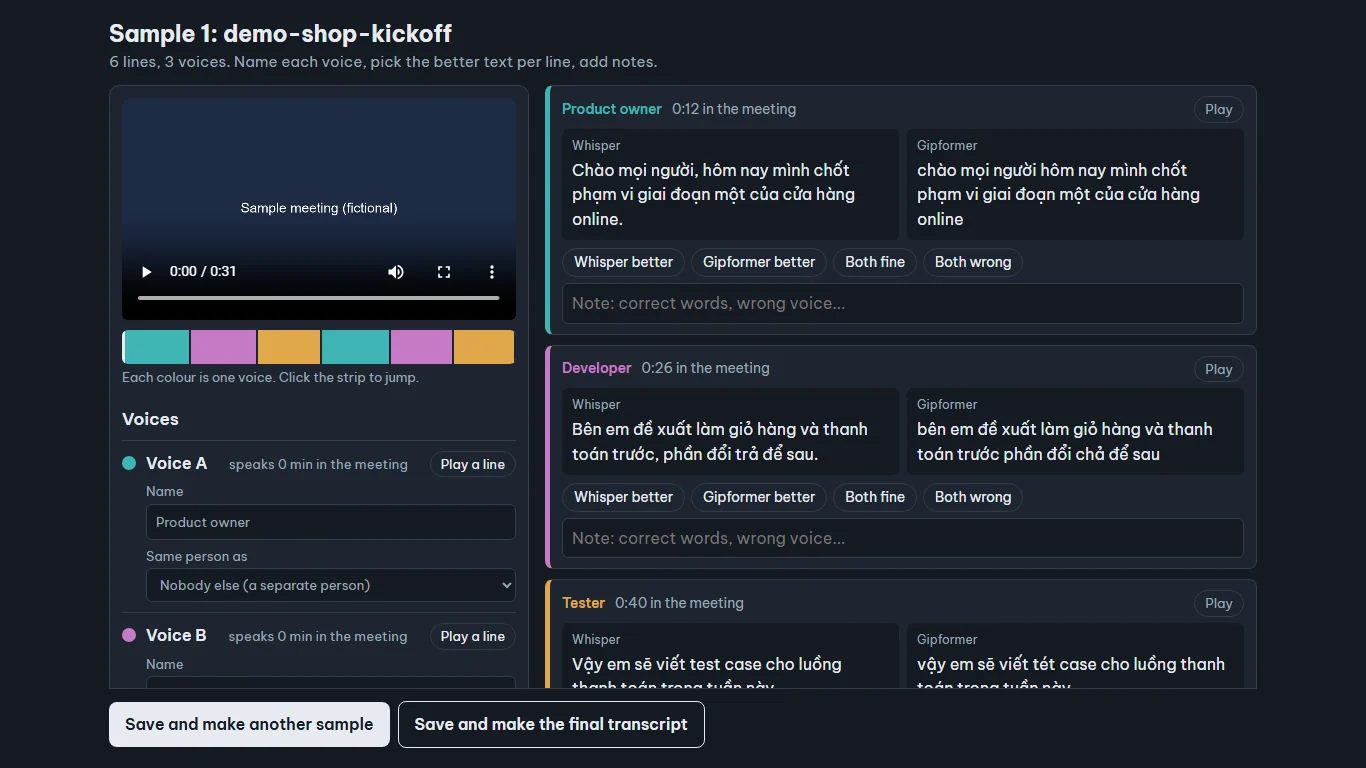 Sample 1: demo-shop-kickoff
6 lines, 3 voices. Name each voice, pick the better text per line, add notes.
Sample meeting (fictional)
0:00 / 0:31
Each colour is one voice. Click the strip to jump.
Voices
Voice A speaks 0 min in the meeting Play a line
Name
Product owner
Same person as
Nobody else (a separate person)
Voice B speaks 0 min in the meeting Play a line
Name
Product owner 0:12 in the meeting Play
Whisper
Chào mọi người, hôm nay mình chốt
phạm vi giai đoạn một của cửa hàng
online.
Gipformer
chào mọi người hôm nay mình chốt
phạm vi giai đoạn một của cửa hàng
online
Whisper better Gipformer better Both fine Both wrong
Note: correct words, wrong voice...
Developer 0:26 in the meeting Play
Whisper
Bên em đề xuất làm giỏ hàng và thanh
toán trước, phần đổi trả để sau.
Gipformer
bên em đề xuất làm giỏ hàng và thanh
toán trước phần đổi chả để sau
Whisper better Gipformer better Both fine Both wrong
Note: correct words, wrong voice...
Tester 0:40 in the meeting Play
Whisper
Vậy em sẽ viết test case cho luồng
thanh toán trong tuần này
Gipformer
vậy em sẽ viết tét case cho luồng thanh
toán trong tuần này
Save and make another sample Save and make the final transcript